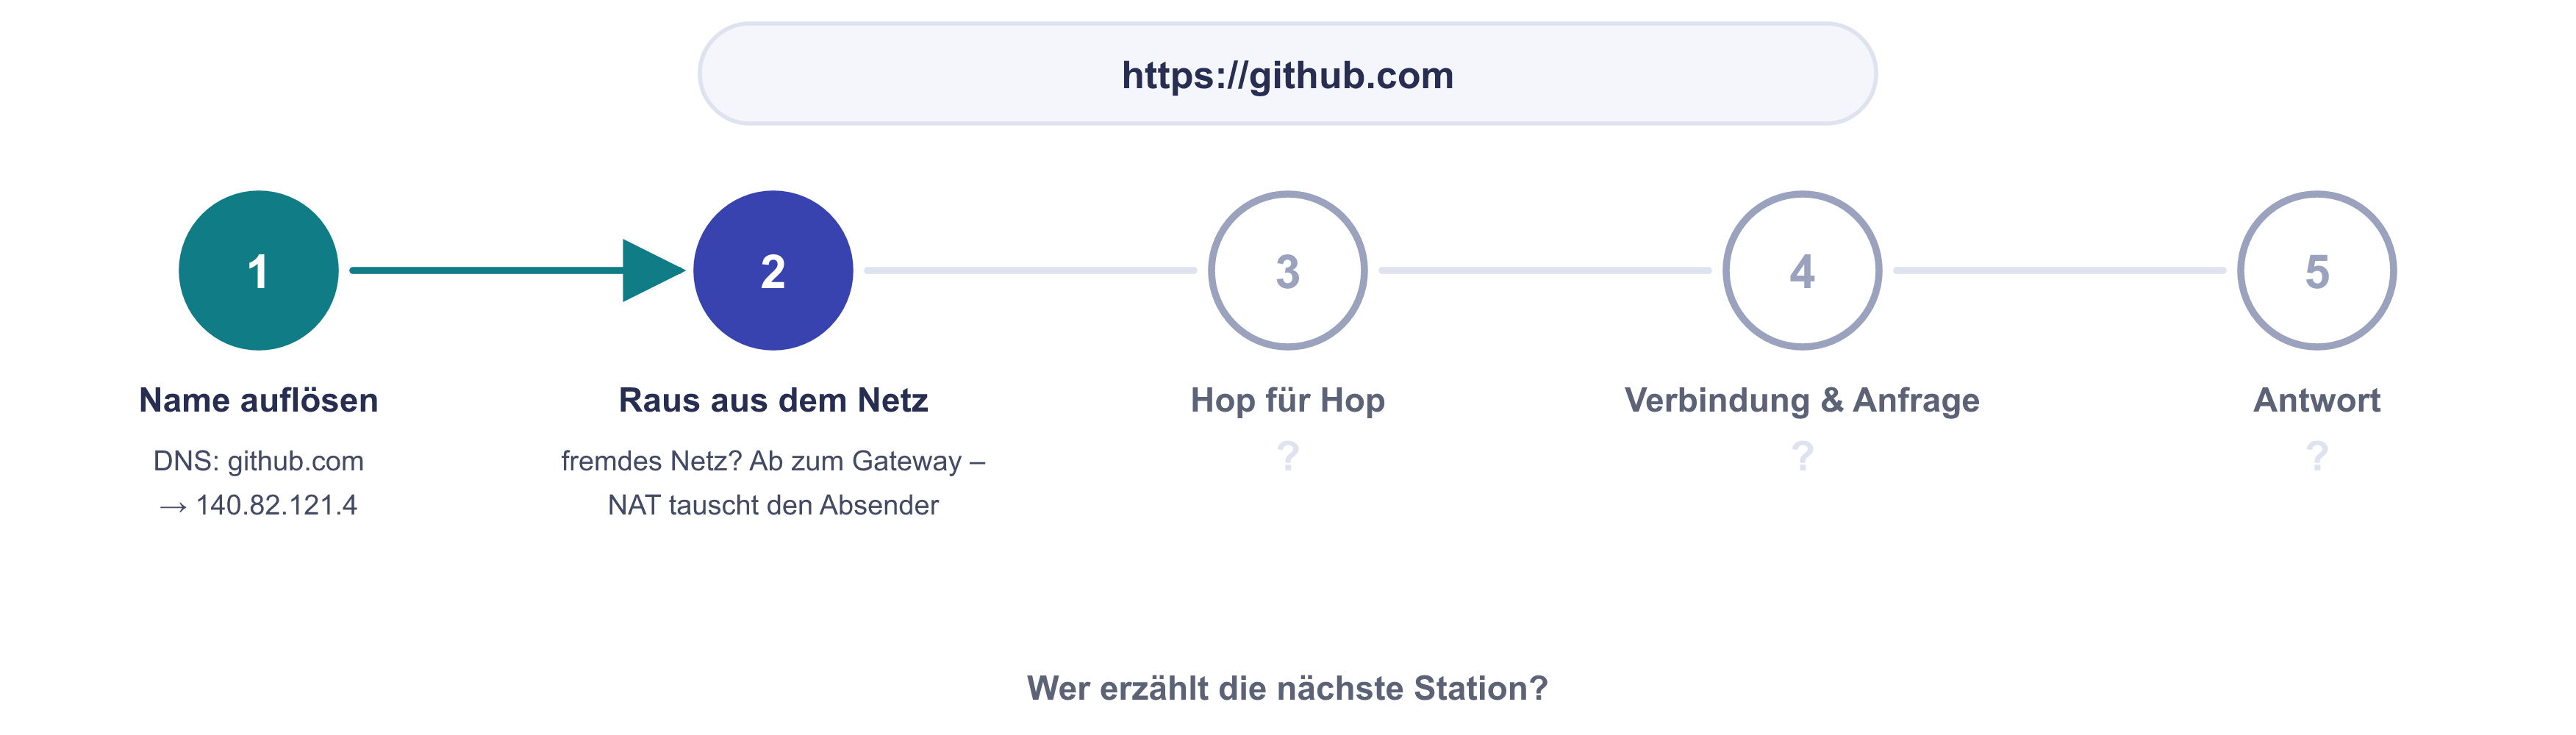 https://github.com
1
2
3
4
5
Name auflösen
Raus aus dem Netz
Hop für Hop
Verbindung & Anfrage
Antwort
DNS: github.com
→ 140.82.121.4
fremdes Netz? Ab zum Gateway –
NAT tauscht den Absender
?
?
?
Wer erzählt die nächste Station?